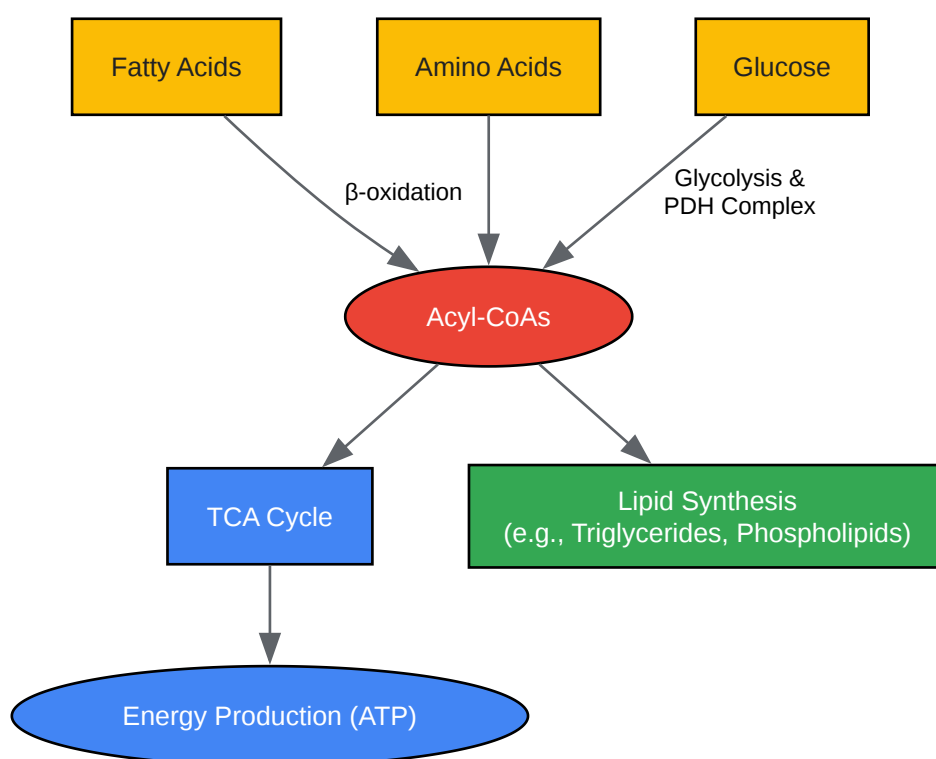 Fatty Acids
Amino Acids
Glucose
β-oxidation
Glycolysis &
PDH Complex
Acyl-CoAs
TCA Cycle
Lipid Synthesis
(e.g., Triglycerides, Phospholipids)
Energy Production (ATP)